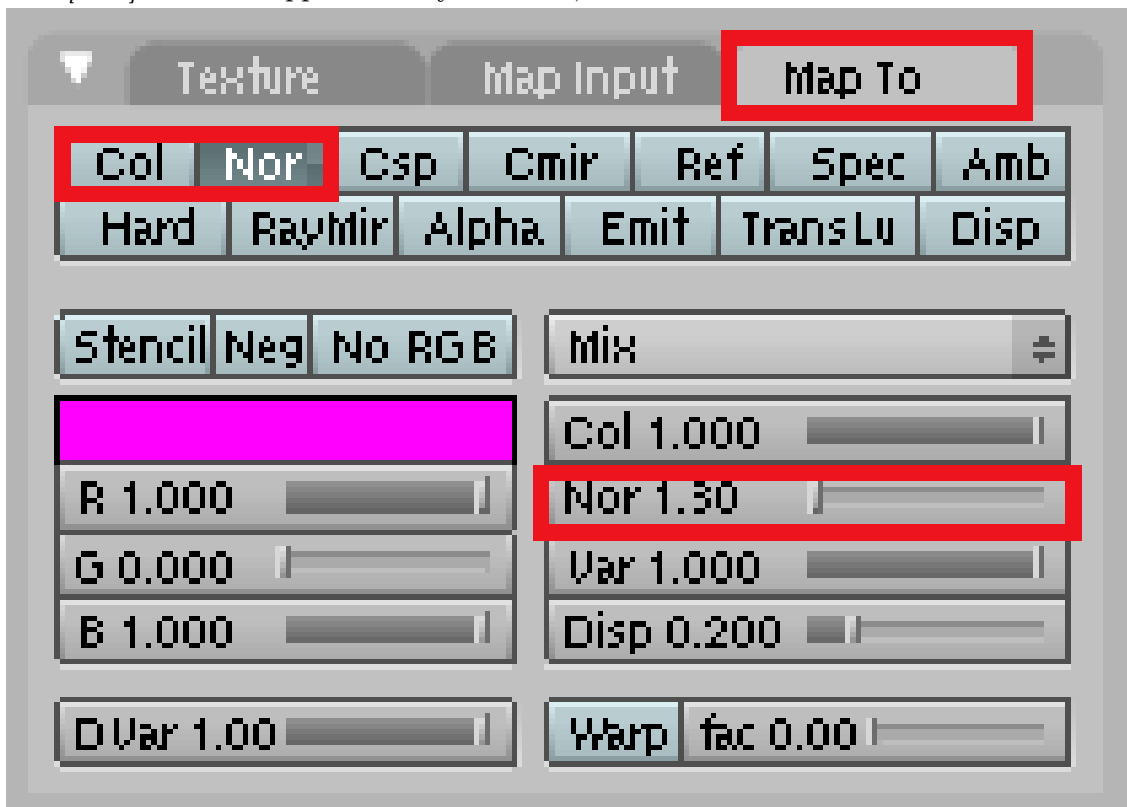 Texture Map Input Map To
Col Nor Csp Cmir Ref Spec Amb
Hard RayMir Alpha Emit TransLu Disp
Stencil Neg No RGB Mix
Col 1.000
R 1.000 Nor 1.30
G 0.000 Var 1.000
B 1.000 Disp 0.200
DVar 1.00 Warp fac 0.00